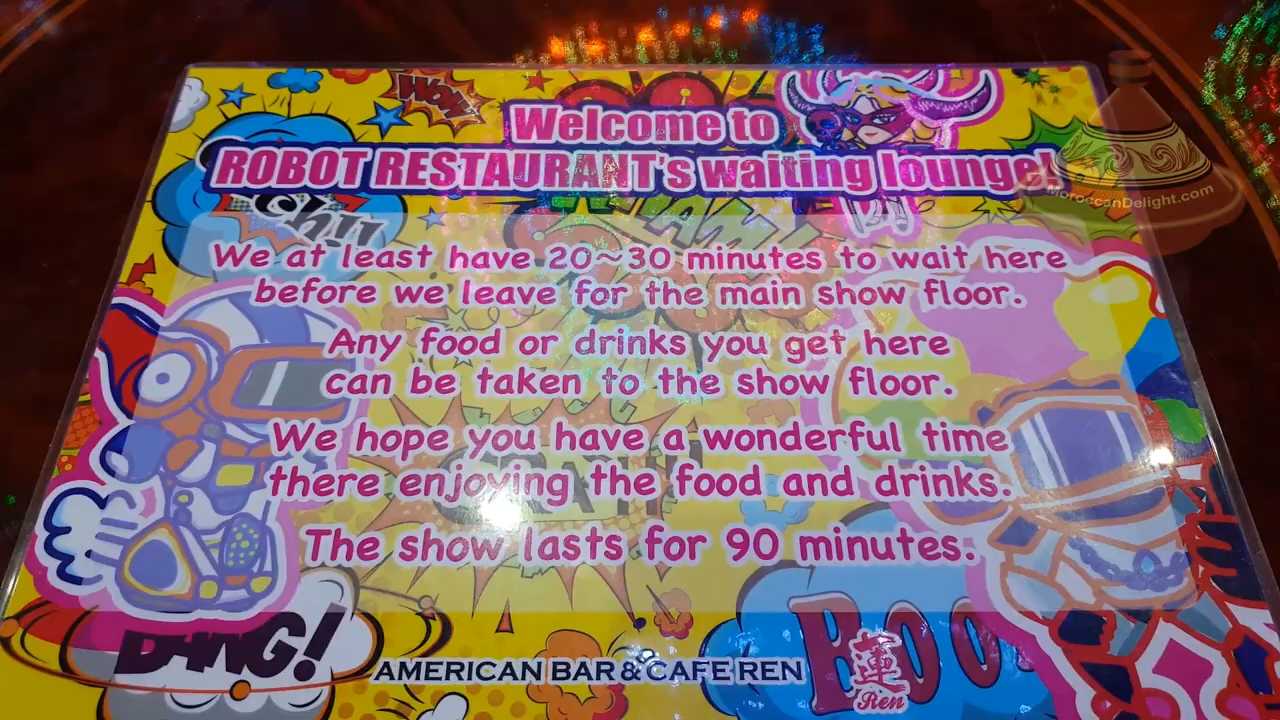 WOW!
Welcome to
ROBOT RESTAURANT's waiting lounge!
MoroccanDelight.com
We at least have 20~30 minutes to wait here
before we leave for the main show floor.
Any food or drinks you get here
can be taken to the show floor.
We hope you have a wonderful time
there enjoying the food and drinks.
The show lasts for 90 minutes.
BANG!
AMERICAN BAR & CAFE REN
蓮
Ren